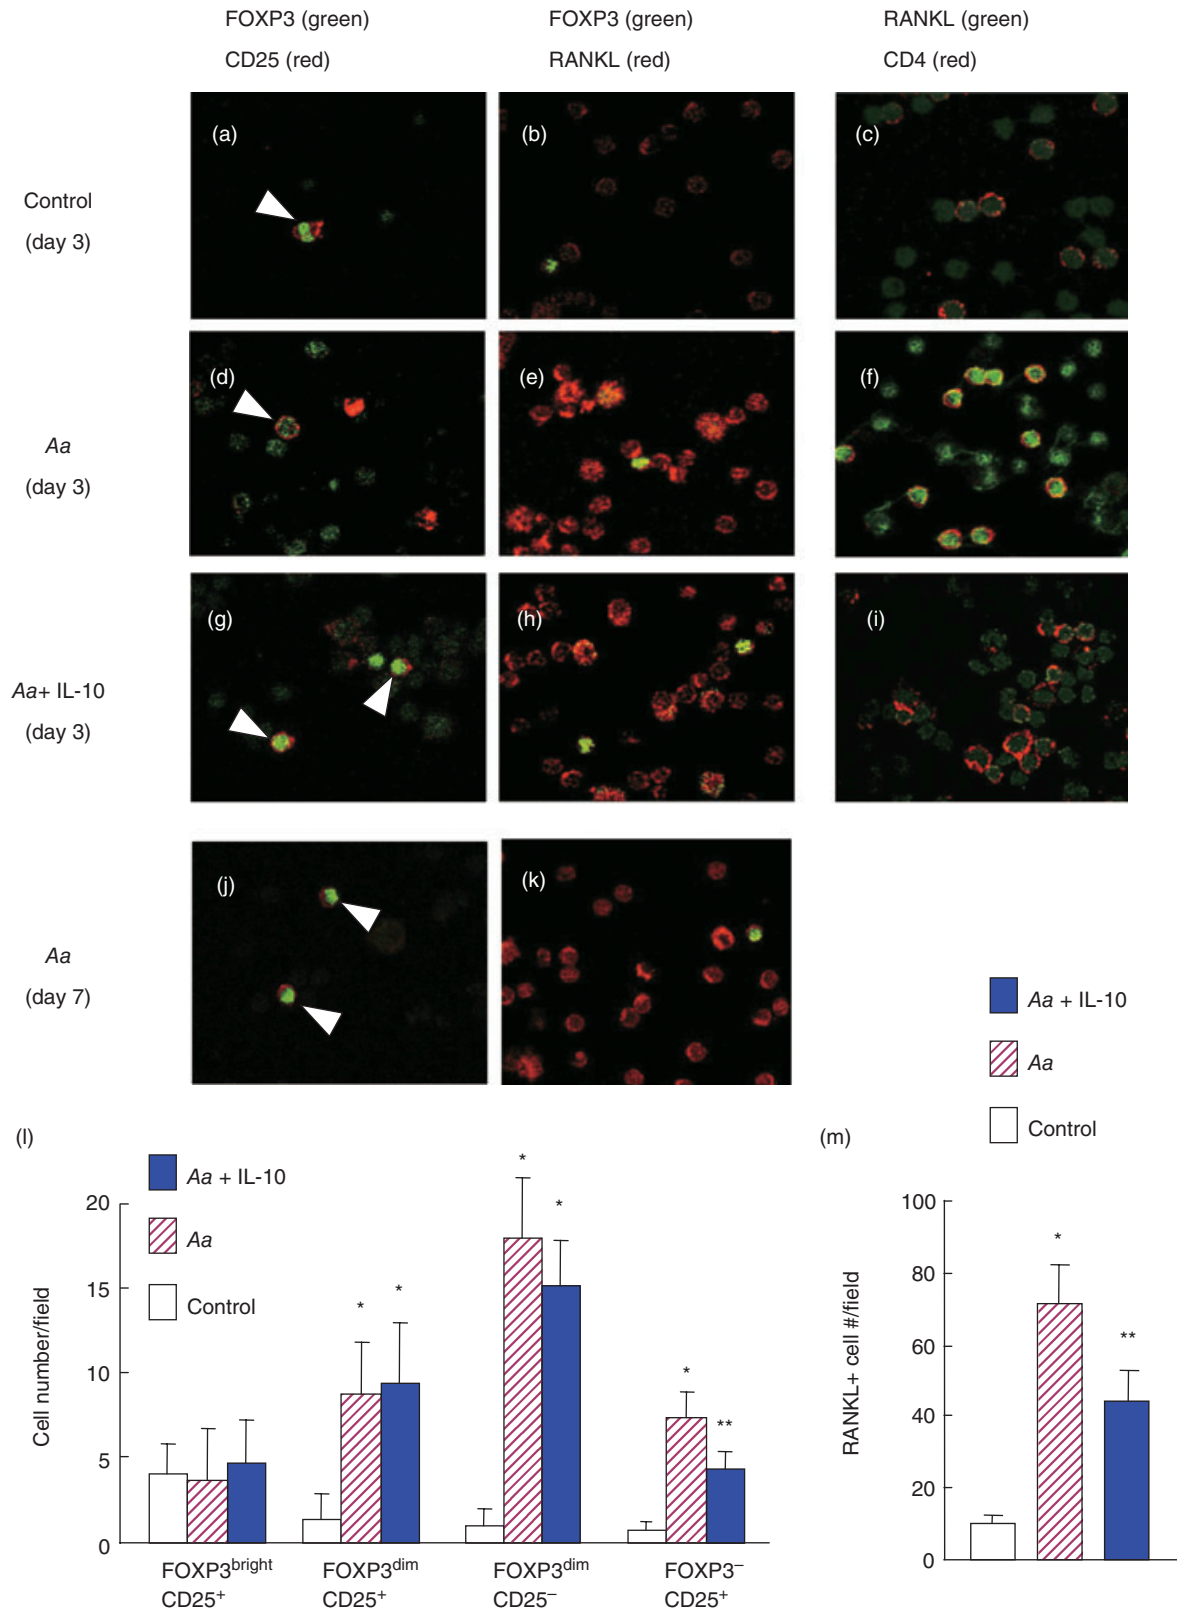 FOXP3 (green) FOXP3 (green) RANKL (green)
CD25 (red) RANKL (red) CD4 (red)
Control
(day 3)
(a) (b) (c)
Aa
(day 3)
(d) (e) (f)
Aa+ IL-10
(day 3)
(g) (h) (i)
Aa
(day 7)
(j) (k)
Aa + IL-10
Aa
Control
(l)
Aa + IL-10
Aa
Control
Cell number/field
20
15
10
5
0
* * * * * **
FOXP3bright FOXP3dim FOXP3dim FOXP3–
CD25+ CD25+ CD25– CD25+
(m)
RANKL+ cell #/field
100
80
60
40
20
0
* **